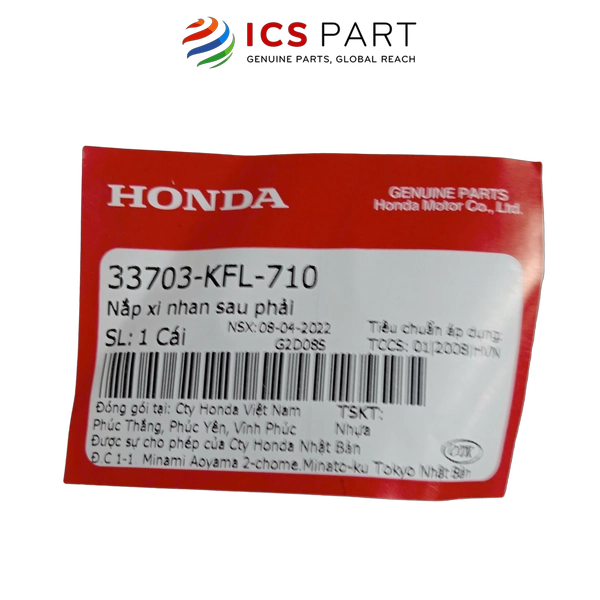 ICS PART
GENUINE PARTS, GLOBAL REACH
HONDA
GENUINE PARTS
Honda Motor Co., Ltd.
33703-KFL-710
Nắp xi nhan sau phải
SL: 1 Cái
NSX: 08-04-2022
G2D08S
Tiêu chuẩn áp dụng:
TCCS: 01|2008|HVN
Đóng gói tại: Cty Honda Việt Nam
Phúc Thắng, Phúc Yên, Vĩnh Phúc
TSKT:
Nhựa
Được sự cho phép của Cty Honda Nhật Bản
Đ.C 1-1 Minami Aoyama 2-chome.Minato-ku Tokyo Nhật Bản